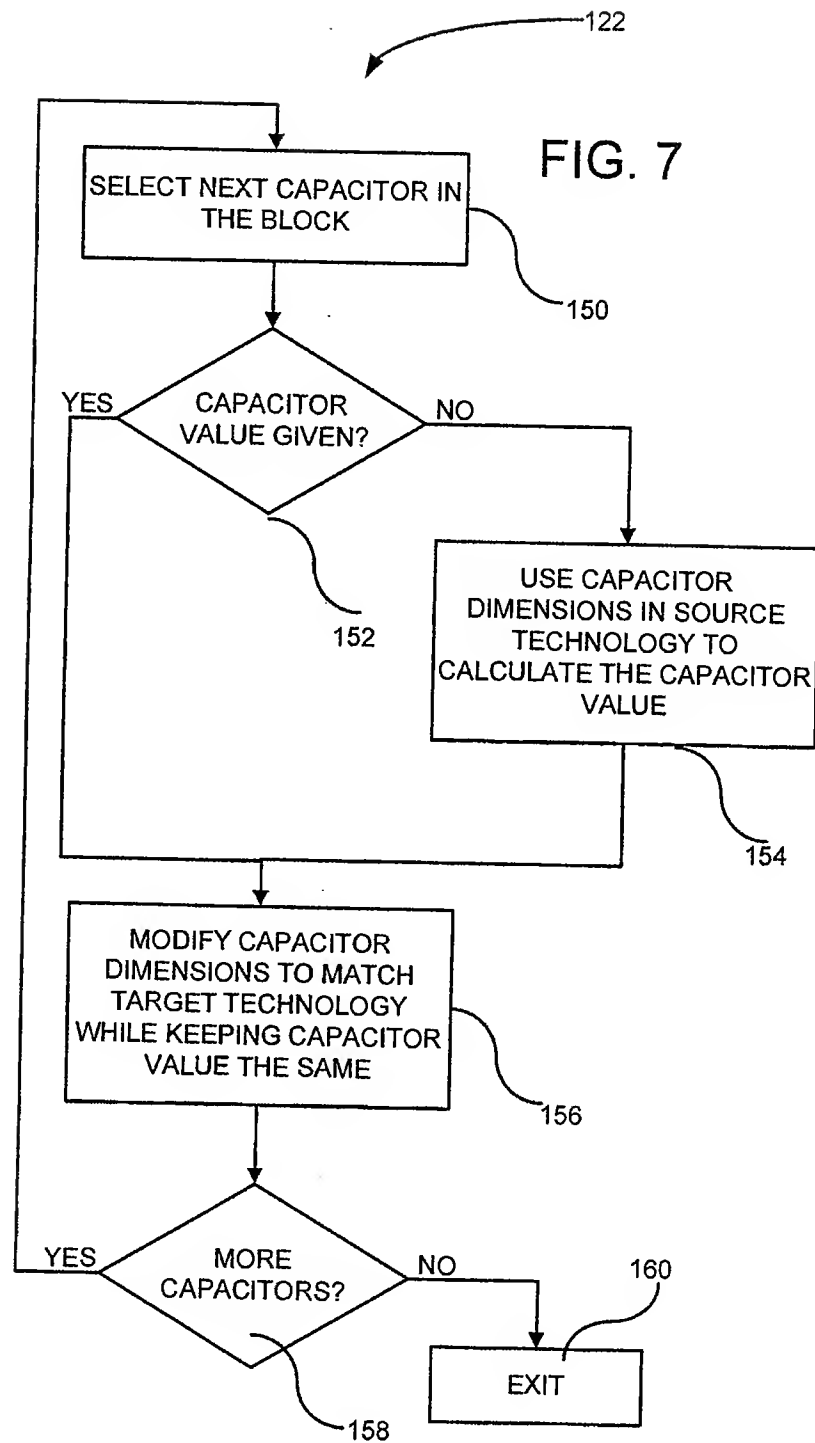 122
FIG. 7
SELECT NEXT CAPACITOR IN
THE BLOCK
150
YES
CAPACITOR
VALUE GIVEN?
NO
152
USE CAPACITOR
DIMENSIONS IN SOURCE
TECHNOLOGY TO
CALCULATE THE CAPACITOR
VALUE
154
MODIFY CAPACITOR
DIMENSIONS TO MATCH
TARGET TECHNOLOGY
WHILE KEEPING CAPACITOR
VALUE THE SAME
156
YES
MORE
CAPACITORS?
NO
158
160
EXIT